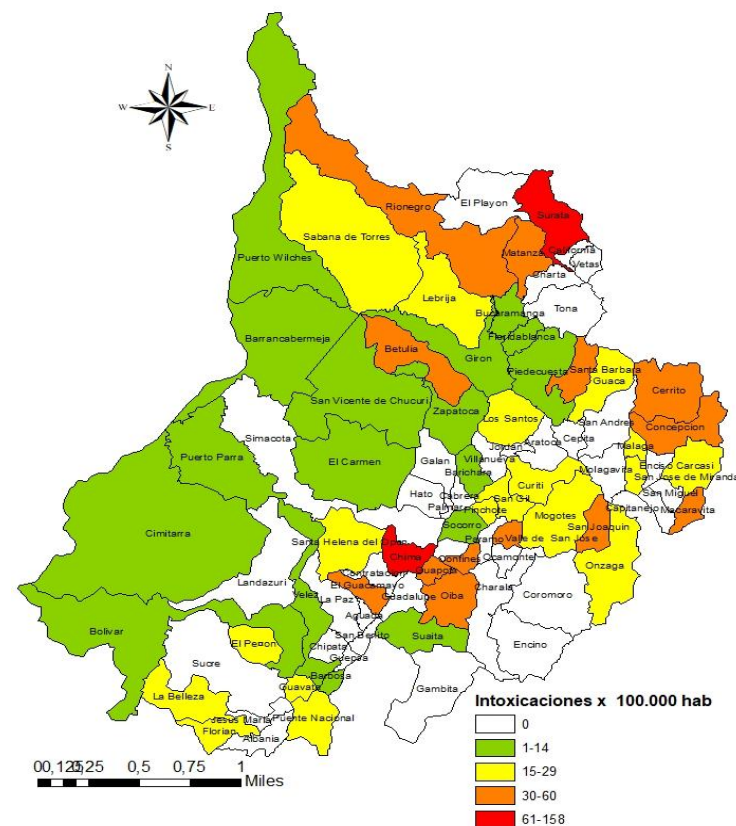 N
W E
S
El Playon
Rionegro
Surata
Sabana de Torres
California
Matanza
Vetas
Puerto Wilches
Charta
Lebrija
Tona
Bucaramanga
Barrancabermeja
Floridablanca
Betulia
Giron
Piedecuesta
Santa Barbara
Guaca
Cerrito
San Vicente de Chucuri
Zapatoca
Los Santos
San Andres
Concepcion
Simacota
Jordan
Aratoca
Cepita
Malaga
Puerto Parra
El Carmen
Galan
Villanueva
Barichara
Molagavita
Enciso
Carcasi
San Jose de Miranda
Hato
Cabrera
Curiti
San Miguel
Palmar
San Gil
Pinchote
Mogotes
Capitanejo
Macaravita
Cimitarra
Socorro
San Joaquin
Santa Helena del Opon
Chima
Paramo
Valle de San Jose
Confines
Ocamonte
Onzaga
Contratacion
Guapota
Landazuri
El Guacamayo
Velez
La Paz
Guadalupe
Oiba
Charala
Coromoro
Aguada
Bolivar
San Benito
El Pe¤on
Chipata
Suaita
Encino
Sucre
Guepsa
Barbosa
Gambita
La Belleza
Guavata
Jesus Maria
Puente Nacional
Florian
Albania
Intoxicaciones x 100.000 hab
0
1-14
15-29
30-60
61-158
00,1250,25 0,5 0,75 1
Miles